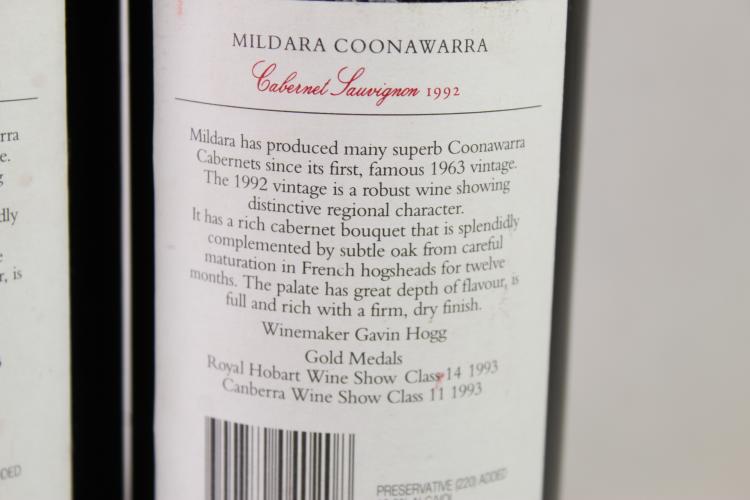 MILDARA COONAWARRA
Cabernet Sauvignon 1992
Mildara has produced many superb Coonawarra
Cabernets since its first, famous 1963 vintage.
The 1992 vintage is a robust wine showing
distinctive regional character.
It has a rich cabernet bouquet that is splendidly
complemented by subtle oak from careful
maturation in French hogsheads for twelve
months. The palate has great depth of flavour, is
full and rich with a firm, dry finish.
Winemaker Gavin Hogg
Gold Medals
Royal Hobart Wine Show Class 14 1993
Canberra Wine Show Class 11 1993
PRESERVATIVE (220) ADDED